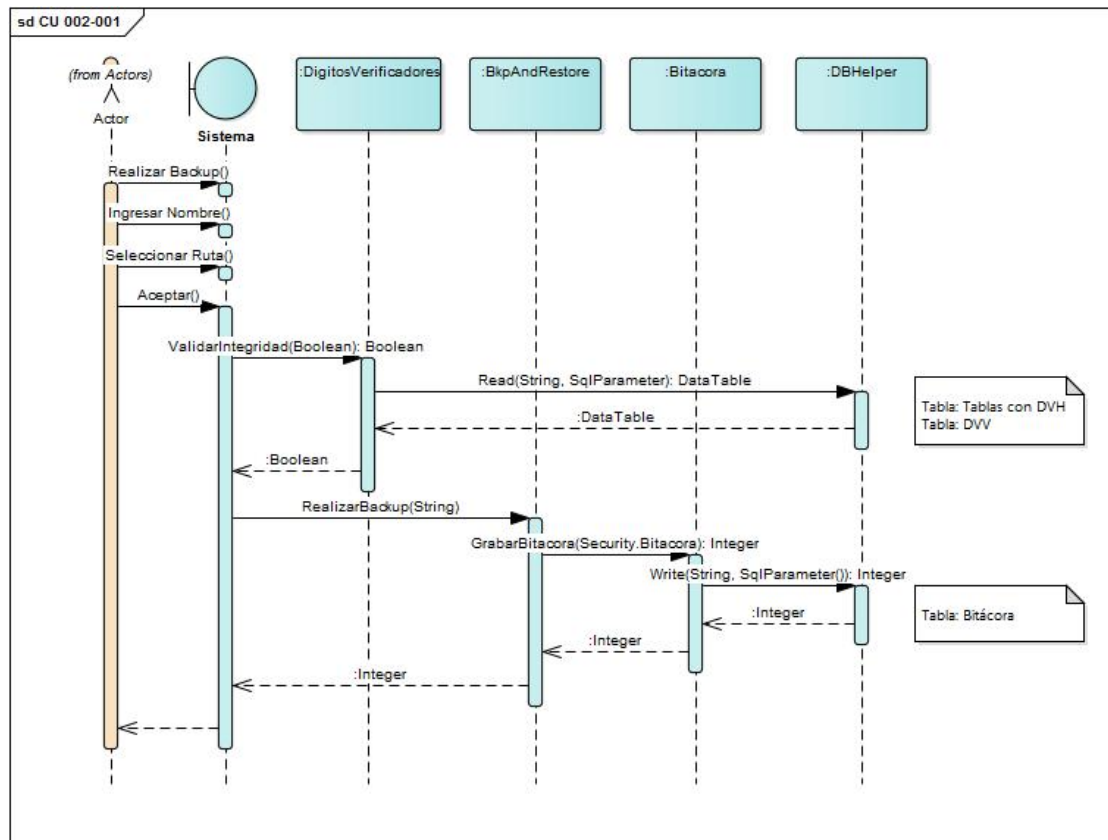 sd CU 002-001
(from Actors)
Actor
Sistema
:DigitosVerificadores
:BkpAndRestore
:Bitacora
:DBHelper
Realizar Backup()
Ingresar Nombre()
Seleccionar Ruta()
Aceptar()
ValidarIntegridad(Boolean): Boolean
Read(String, SqlParameter): DataTable
Tabla: Tablas con DVH
Tabla: DVV
:DataTable
:Boolean
RealizarBackup(String)
GrabarBitacora(Security.Bitacora): Integer
Write(String, SqlParameter()): Integer
Tabla: Bitácora
:Integer
:Integer
:Integer